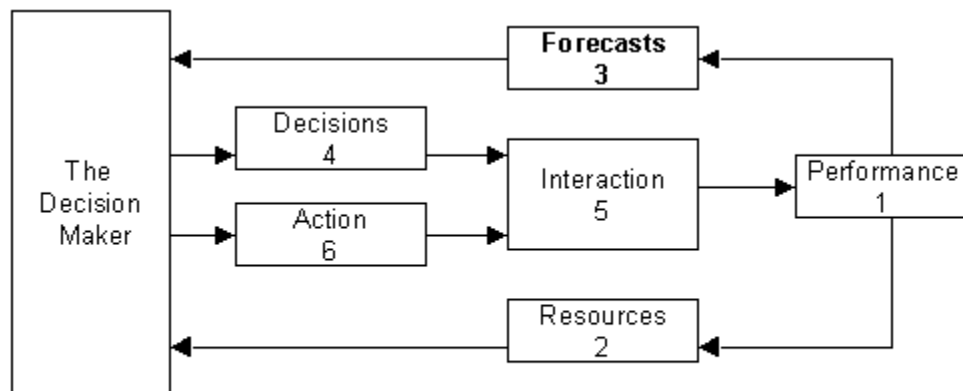 The
Decision
Maker
Forecasts
3
Decisions
4
Action
6
Interaction
5
Performance
1
Resources
2